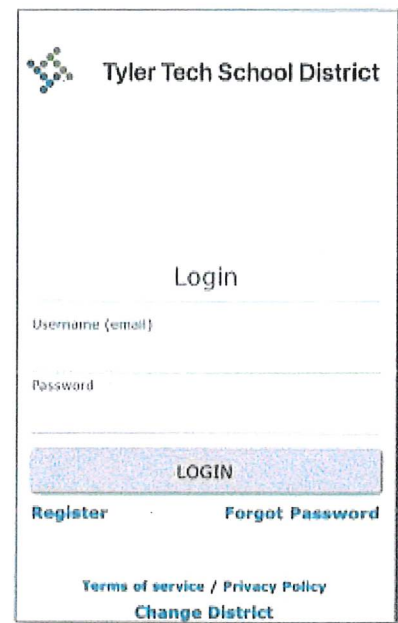 Tyler Tech School District
Login
Username (email)
Password
LOGIN
Register Forgot Password
Terms of service / Privacy Policy
Change District